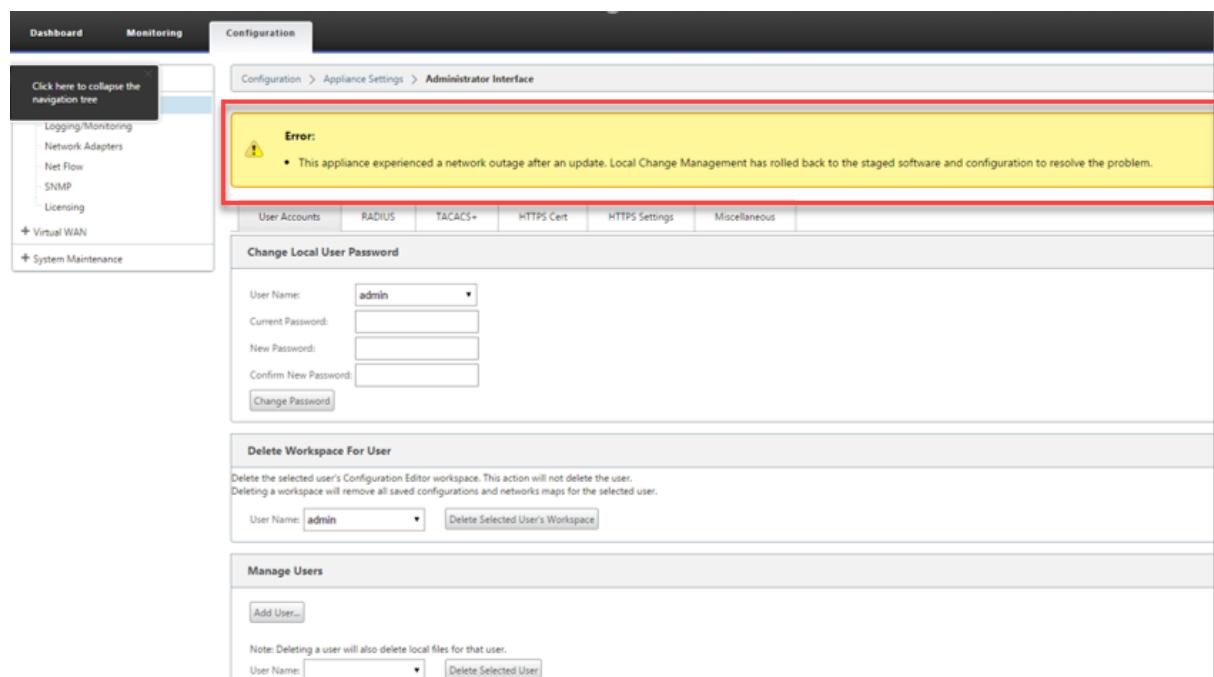 Dashboard Monitoring Configuration
Click here to collapse the
navigation tree
Logging/Monitoring
Network Adapters
Net Flow
SNMP
Licensing
+ Virtual WAN
+ System Maintenance
Configuration > Appliance Settings > Administrator Interface
Error:
• This appliance experienced a network outage after an update. Local Change Management has rolled back to the staged software and configuration to resolve the problem.
User Accounts RADIUS TACACS+ HTTPS Cert HTTPS Settings Miscellaneous
Change Local User Password
User Name: admin
Current Password:
New Password:
Confirm New Password:
Change Password
Delete Workspace For User
Delete the selected user's Configuration Editor workspace. This action will not delete the user.
Deleting a workspace will remove all saved configurations and networks maps for the selected user.
User Name: admin Delete Selected User's Workspace
Manage Users
Add User...
Note: Deleting a user will also delete local files for that user.
User Name: Delete Selected User